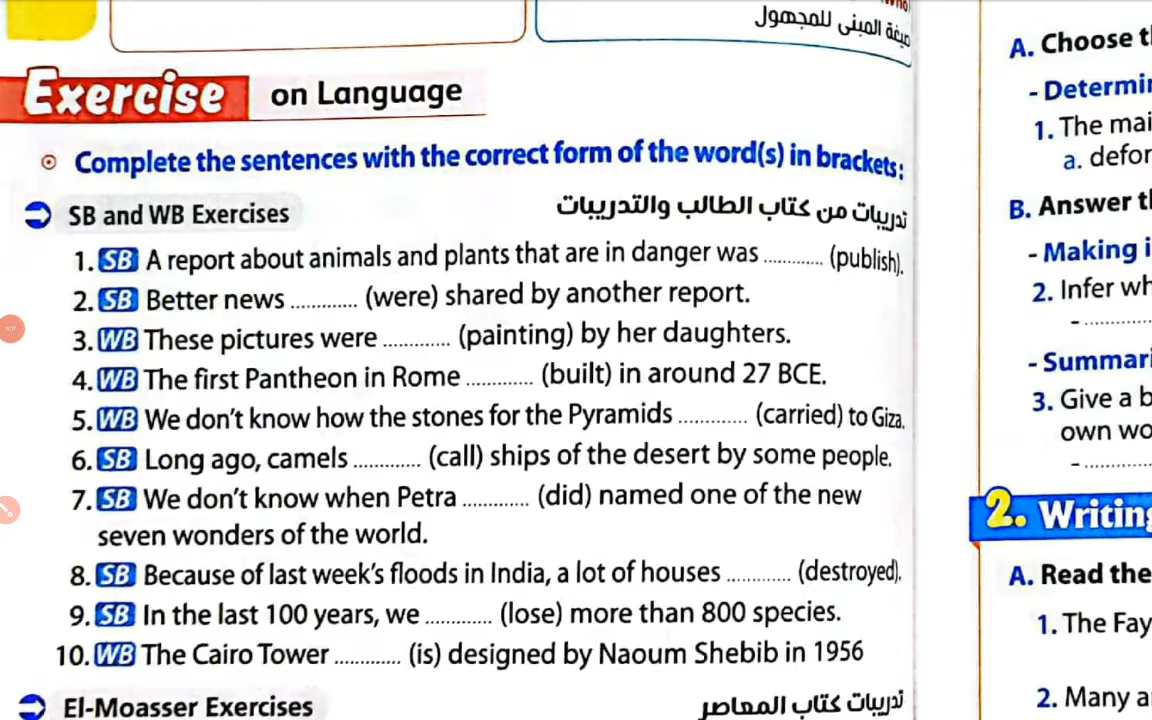 صيغة المبنى للمجهول
Exercise on Language
Complete the sentences with the correct form of the word(s) in brackets:
SB and WB Exercises تدريبات من كتاب الطالب والتدريبات
1. SB A report about animals and plants that are in danger was ............ (publish).
2. SB Better news ............ (were) shared by another report.
3. WB These pictures were ............ (painting) by her daughters.
4. WB The first Pantheon in Rome ............ (built) in around 27 BCE.
5. WB We don't know how the stones for the Pyramids ............ (carried) to Giza.
6. SB Long ago, camels ............ (call) ships of the desert by some people.
7. SB We don't know when Petra ............ (did) named one of the new
seven wonders of the world.
8. SB Because of last week's floods in India, a lot of houses ............ (destroyed).
9. SB In the last 100 years, we ............ (lose) more than 800 species.
10. WB The Cairo Tower ............ (is) designed by Naoum Shebib in 1956
El-Moasser Exercises تدريبات كتاب المعاصر
A. Choose t
- Determi
1. The mai
a. defor
B. Answer t
- Making i
2. Infer wh
- ............
- Summari
3. Give a b
own wo
- ............
2. Writing
A. Read the
1. The Fay
2. Many a